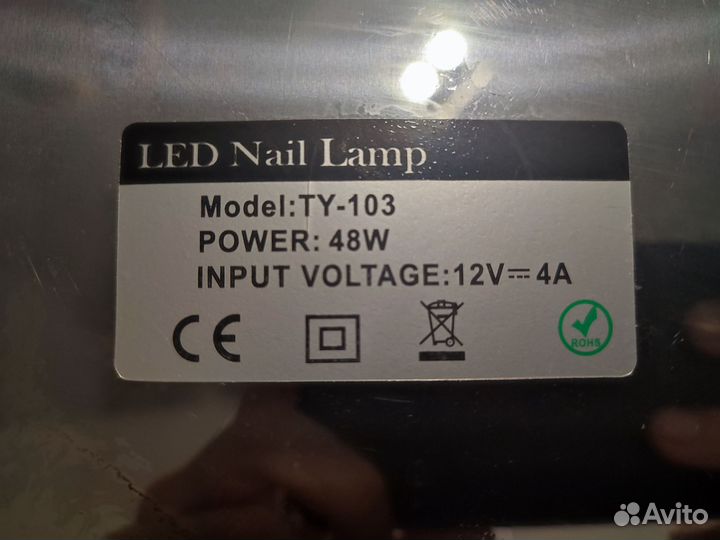 LED Nail Lamp
Model:TY-103
POWER: 48W
INPUT VOLTAGE:12V⎓4A
CE
ROHS
Avito